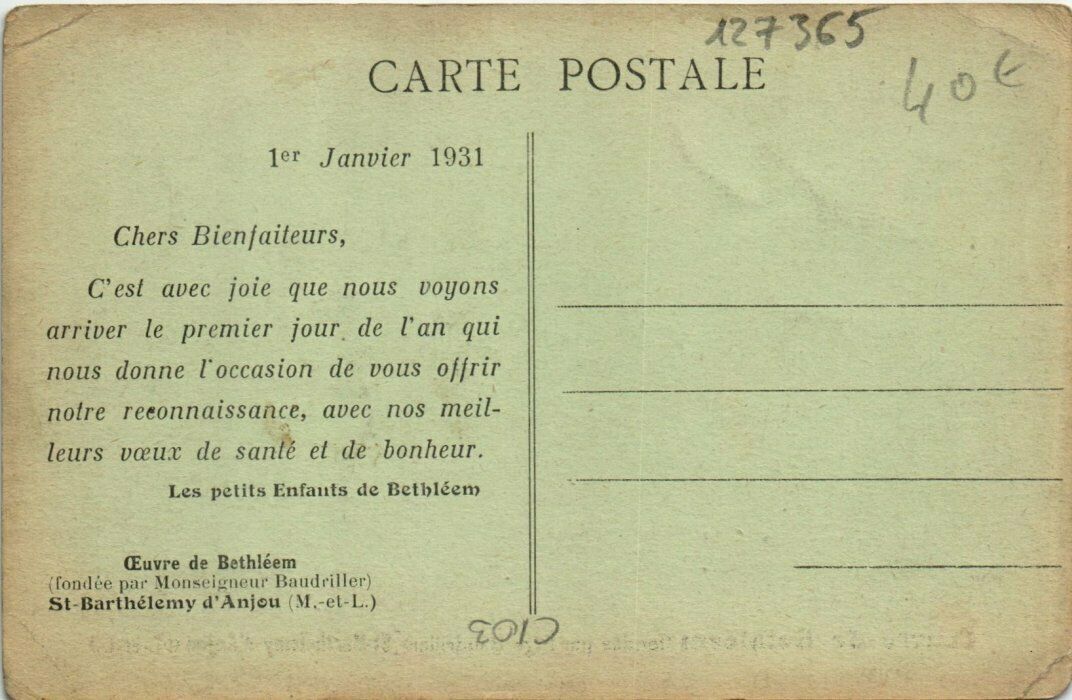 127365
CARTE POSTALE
40€
1er Janvier 1931
Chers Bienfaiteurs,
C'est avec joie que nous voyons
arriver le premier jour de l'an qui
nous donne l'occasion de vous offrir
notre reconnaissance, avec nos meil-
leurs vœux de santé et de bonheur.
Les petits Enfants de Bethléem
Œuvre de Bethléem
(fondée par Monseigneur Baudriller)
St-Barthélemy d'Anjou (M.-et-L.)
C103